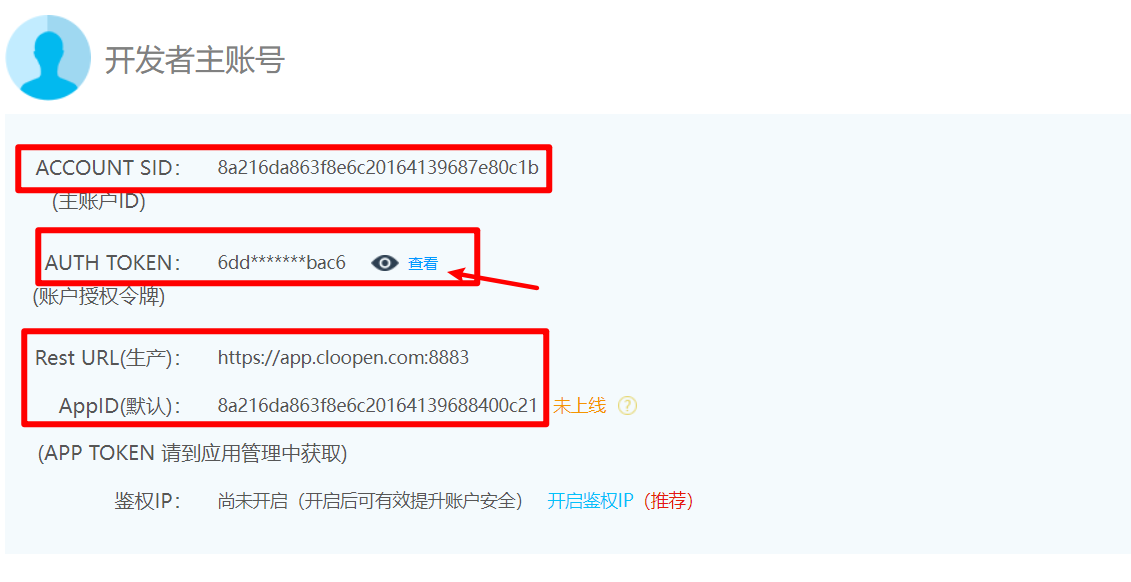 开发者主账号
ACCOUNT SID： 8a216da863f8e6c20164139687e80c1b
(主账户ID)
AUTH TOKEN： 6dd*******bac6 查看
(账户授权令牌)
Rest URL(生产)： https://app.cloopen.com:8883
AppID(默认)： 8a216da863f8e6c20164139688400c21 未上线 ?
(APP TOKEN 请到应用管理中获取)
鉴权IP： 尚未开启（开启后可有效提升账户安全） 开启鉴权IP（推荐）